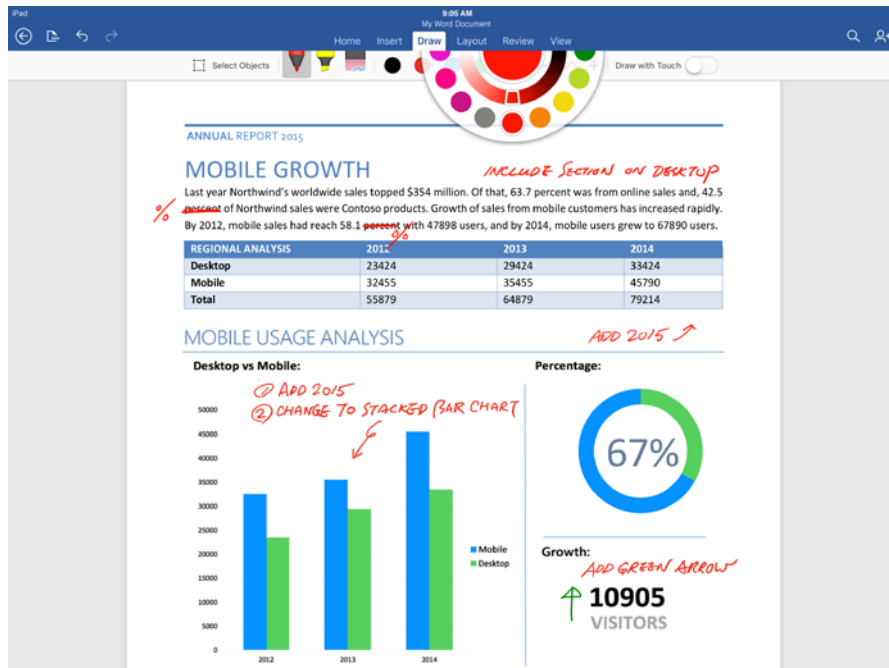 iPad
9:05 AM
My Word Document
Home Insert Draw Layout Review View
Select Objects
Draw with Touch
ANNUAL REPORT 2015
MOBILE GROWTH
INCLUDE SECTION ON DESKTOP
Last year Northwind's worldwide sales topped $354 million. Of that, 63.7 percent was from online sales and, 42.5
% percent of Northwind sales were Contoso products. Growth of sales from mobile customers has increased rapidly.
By 2012, mobile sales had reach 58.1 percent with 47898 users, and by 2014, mobile users grew to 67890 users.
%
REGIONAL ANALYSIS 2012 2013 2014
Desktop 23424 29424 33424
Mobile 32455 35455 45790
Total 55879 64879 79214
MOBILE USAGE ANALYSIS
ADD 2015
Desktop vs Mobile:
Percentage:
① ADD 2015
② CHANGE TO STACKED BAR CHART
50000
45000
40000
35000
30000
25000
20000
15000
10000
5000
0
2012 2013 2014
Mobile
Desktop
67%
Growth:
ADD GREEN ARROW
10905
VISITORS